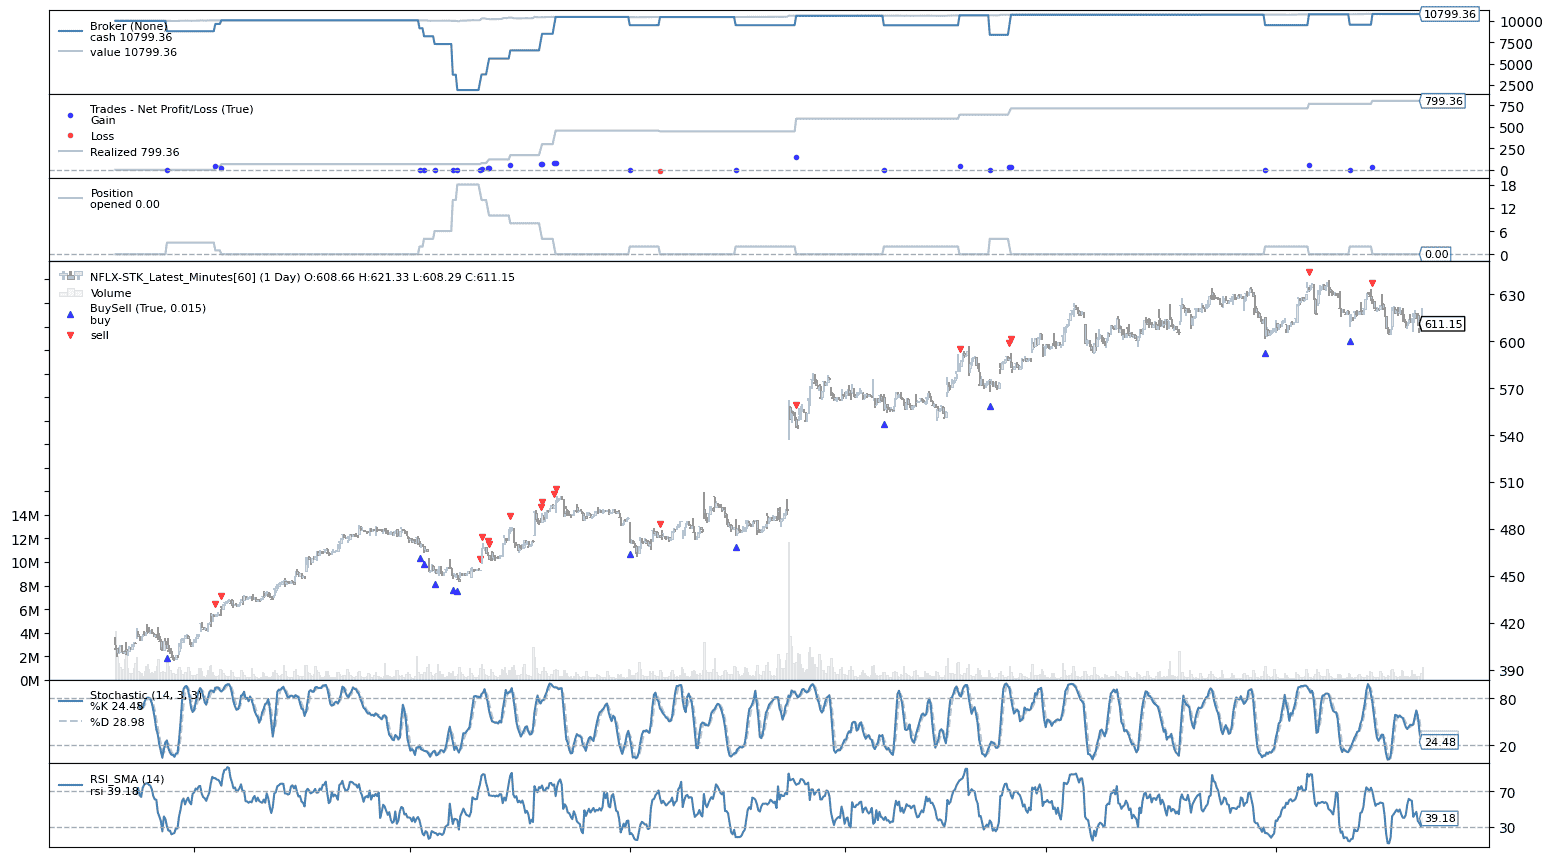 Broker (None)
cash 10799.36
value 10799.36
10799.36
10000
7500
5000
2500
Trades - Net Profit/Loss (True)
Gain
Loss
Realized 799.36
799.36
750
500
250
0
Position
opened 0.00
18
12
6
0
0.00
NFLX-STK_Latest_Minutes[60] (1 Day) O:608.66 H:621.33 L:608.29 C:611.15
Volume
BuySell (True, 0.015)
buy
sell
630
611.15
600
570
540
510
480
450
420
390
14M
12M
10M
8M
6M
4M
2M
0M
Stochastic (14, 3, 3)
%K 24.48
%D 28.98
80
24.48
20
RSI_SMA (14)
rsi 39.18
70
39.18
30